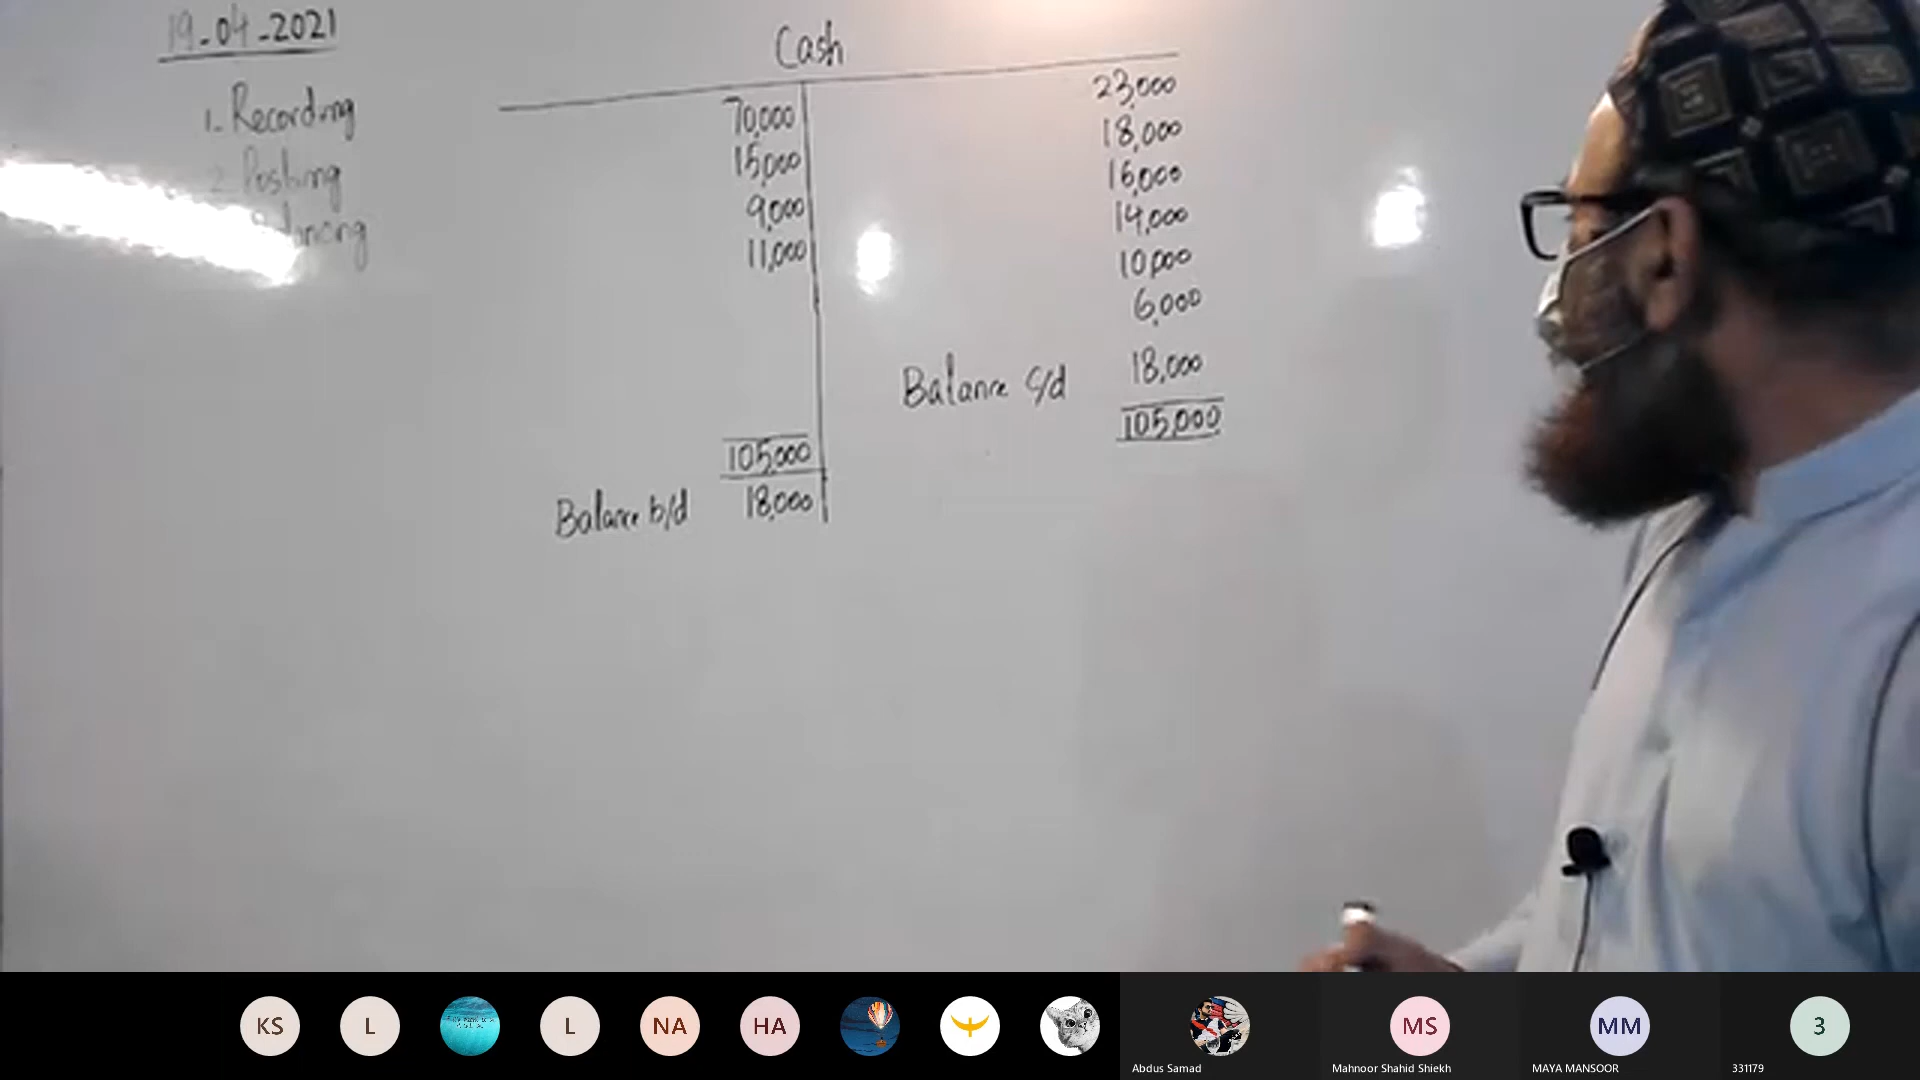 19-04-2021
1. Recording
2. Posting
Cash
70,000
15,000
9,000
11,000
105,000
Balance b/d 18,000
23,000
18,000
16,000
14,000
10,000
6,000
Balance c/d 18,000
105,000
KS
L
L
NA
HA
MS
MM
3
Abdus Samad
Mahnoor Shahid Shiekh
MAYA MANSOOR
331179